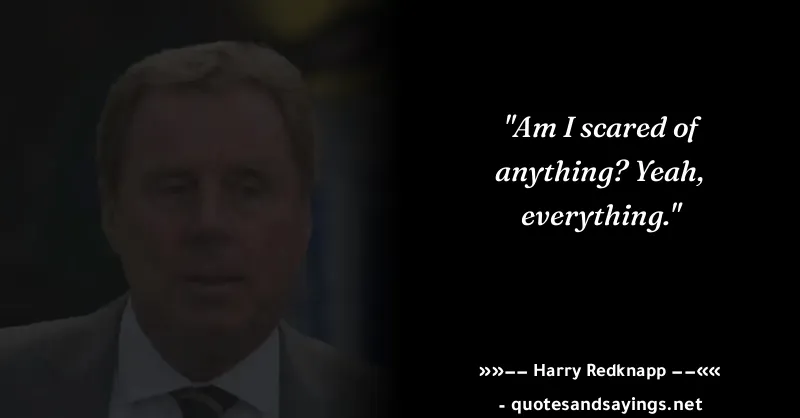 "Am I scared of
anything? Yeah,
everything."
»»−− Harry Redknapp −−««
- quotesandsayings.net